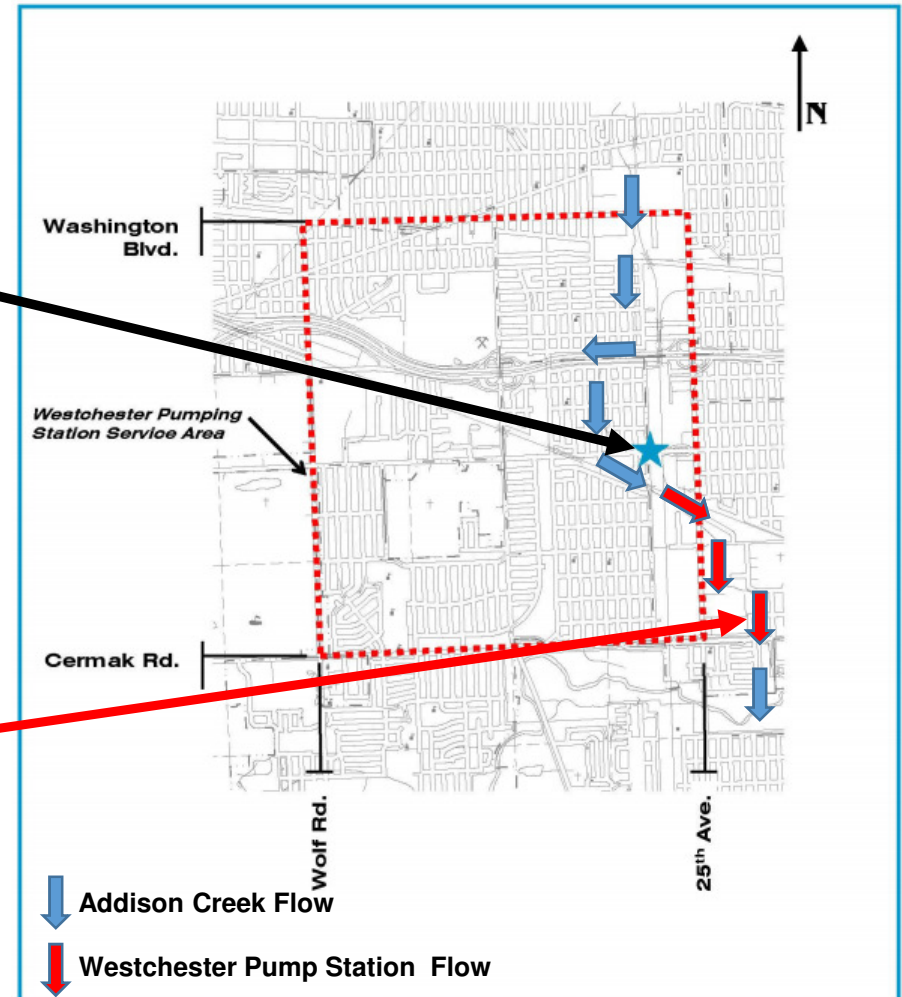 N
Washington
Blvd.
Westchester Pumping
Station Service Area
Cermak Rd.
Wolf Rd.
25th Ave.
Addison Creek Flow
Westchester Pump Station Flow